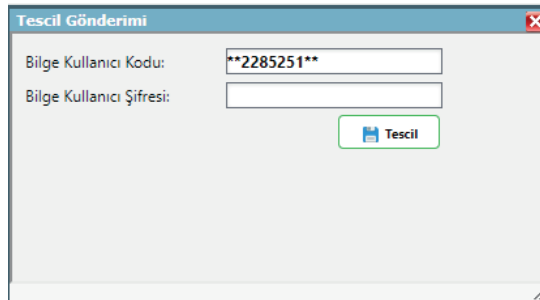 Tescil Gönderimi
Bilge Kullanıcı Kodu: **2285251**
Bilge Kullanıcı Şifresi:
Tescil